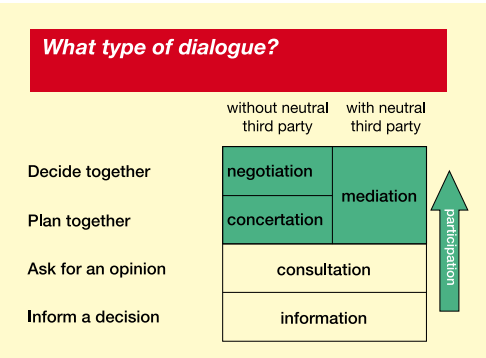 What type of dialogue?
without neutral with neutral
third party third party
Decide together negotiation
mediation
Plan together concertation
participation
Ask for an opinion consultation
Inform a decision information